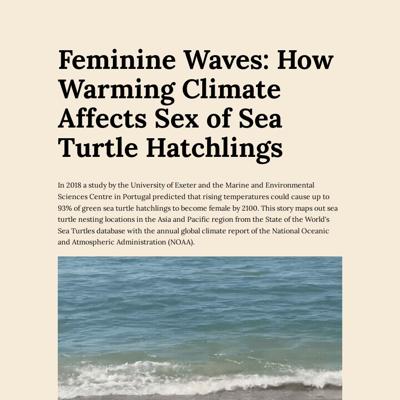 Feminine Waves: How
Warming Climate
Affects Sex of Sea
Turtle Hatchlings
In 2018 a study by the University of Exeter and the Marine and Environmental
Sciences Centre in Portugal predicted that rising temperatures could cause up to
93% of green sea turtle hatchlings to become female by 2100. This story maps out sea
turtle nesting locations in the Asia and Pacific region from the State of the World's
Sea Turtles database with the annual global climate report of the National Oceanic
and Atmospheric Administration (NOAA).